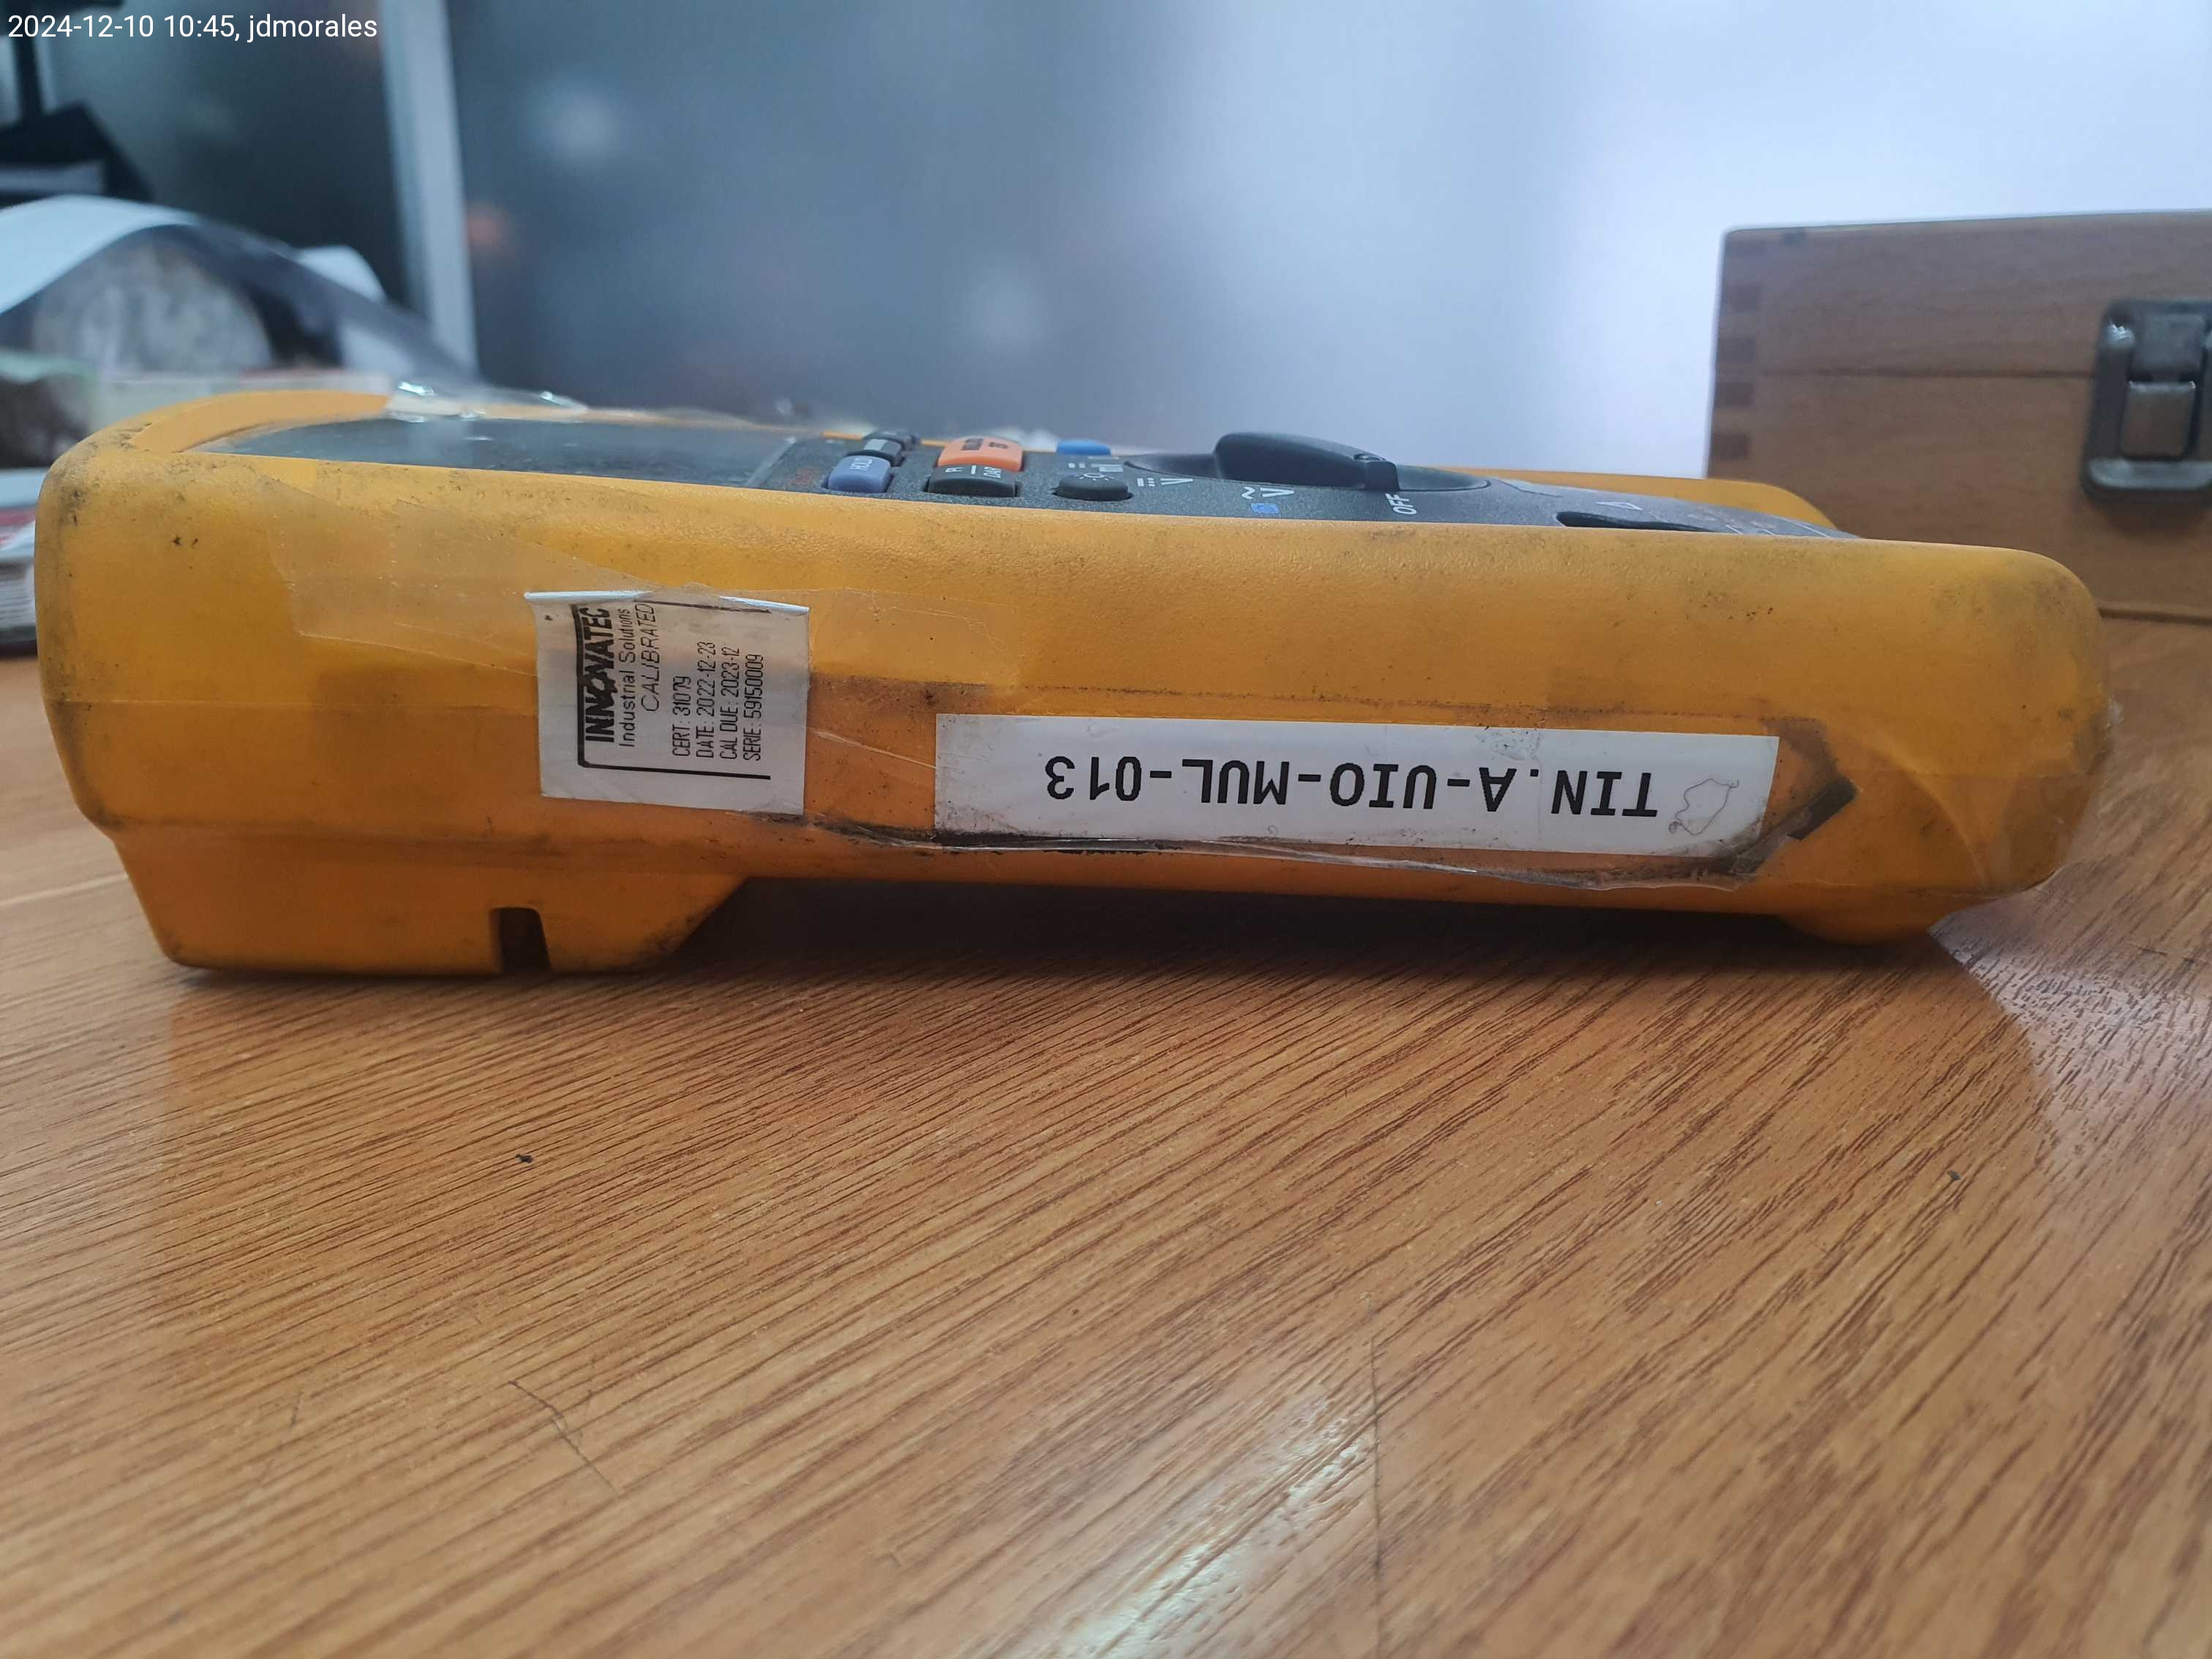 2024-12-10 10:45, jdmorales
HOLD
V
V
OFF
INNOVATEC
Industrial Solutions
CALIBRATED
CERT: 31079
DATE: 2022-12-23
CAL DUE: 2023-12
SERIE: 59150009
TIN.A-UIO-MUL-013